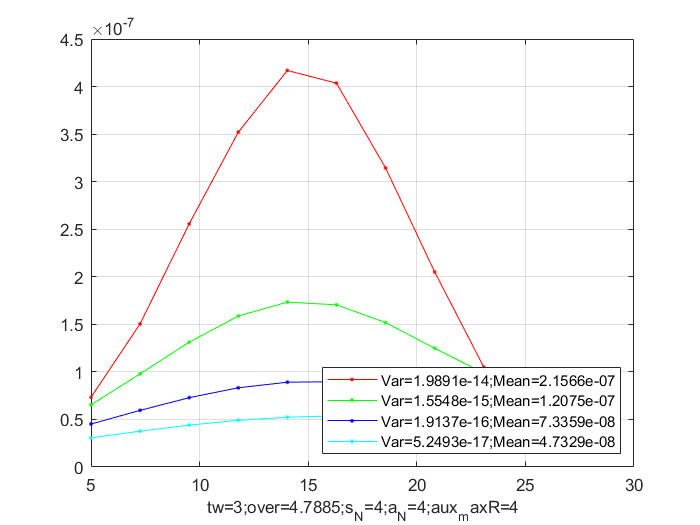 ×10-7
4.5
4
3.5
3
2.5
2
1.5
1
0.5
0
Var=1.9891e-14;Mean=2.1566e-07
Var=1.5548e-15;Mean=1.2075e-07
Var=1.9137e-16;Mean=7.3359e-08
Var=5.2493e-17;Mean=4.7329e-08
5 10 15 20 25 30
tw=3;over=4.7885;sN=4;aN=4;auxmaxR=4